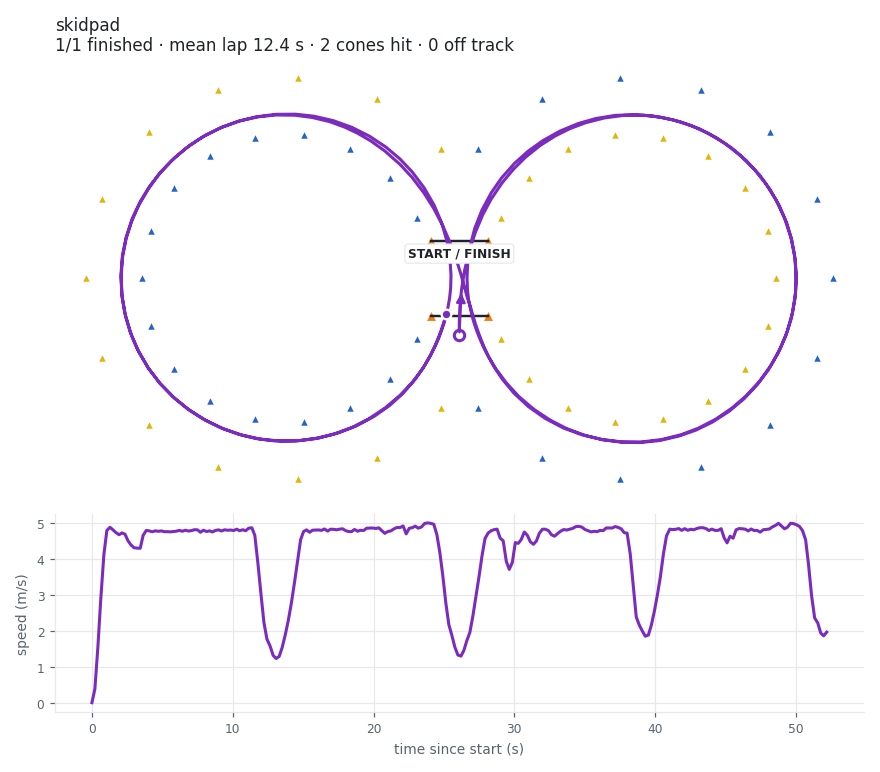 skidpad
1/1 finished · mean lap 12.4 s · 2 cones hit · 0 off track
START / FINISH
5
4
3
2
1
0
speed (m/s)
0 10 20 30 40 50
time since start (s)